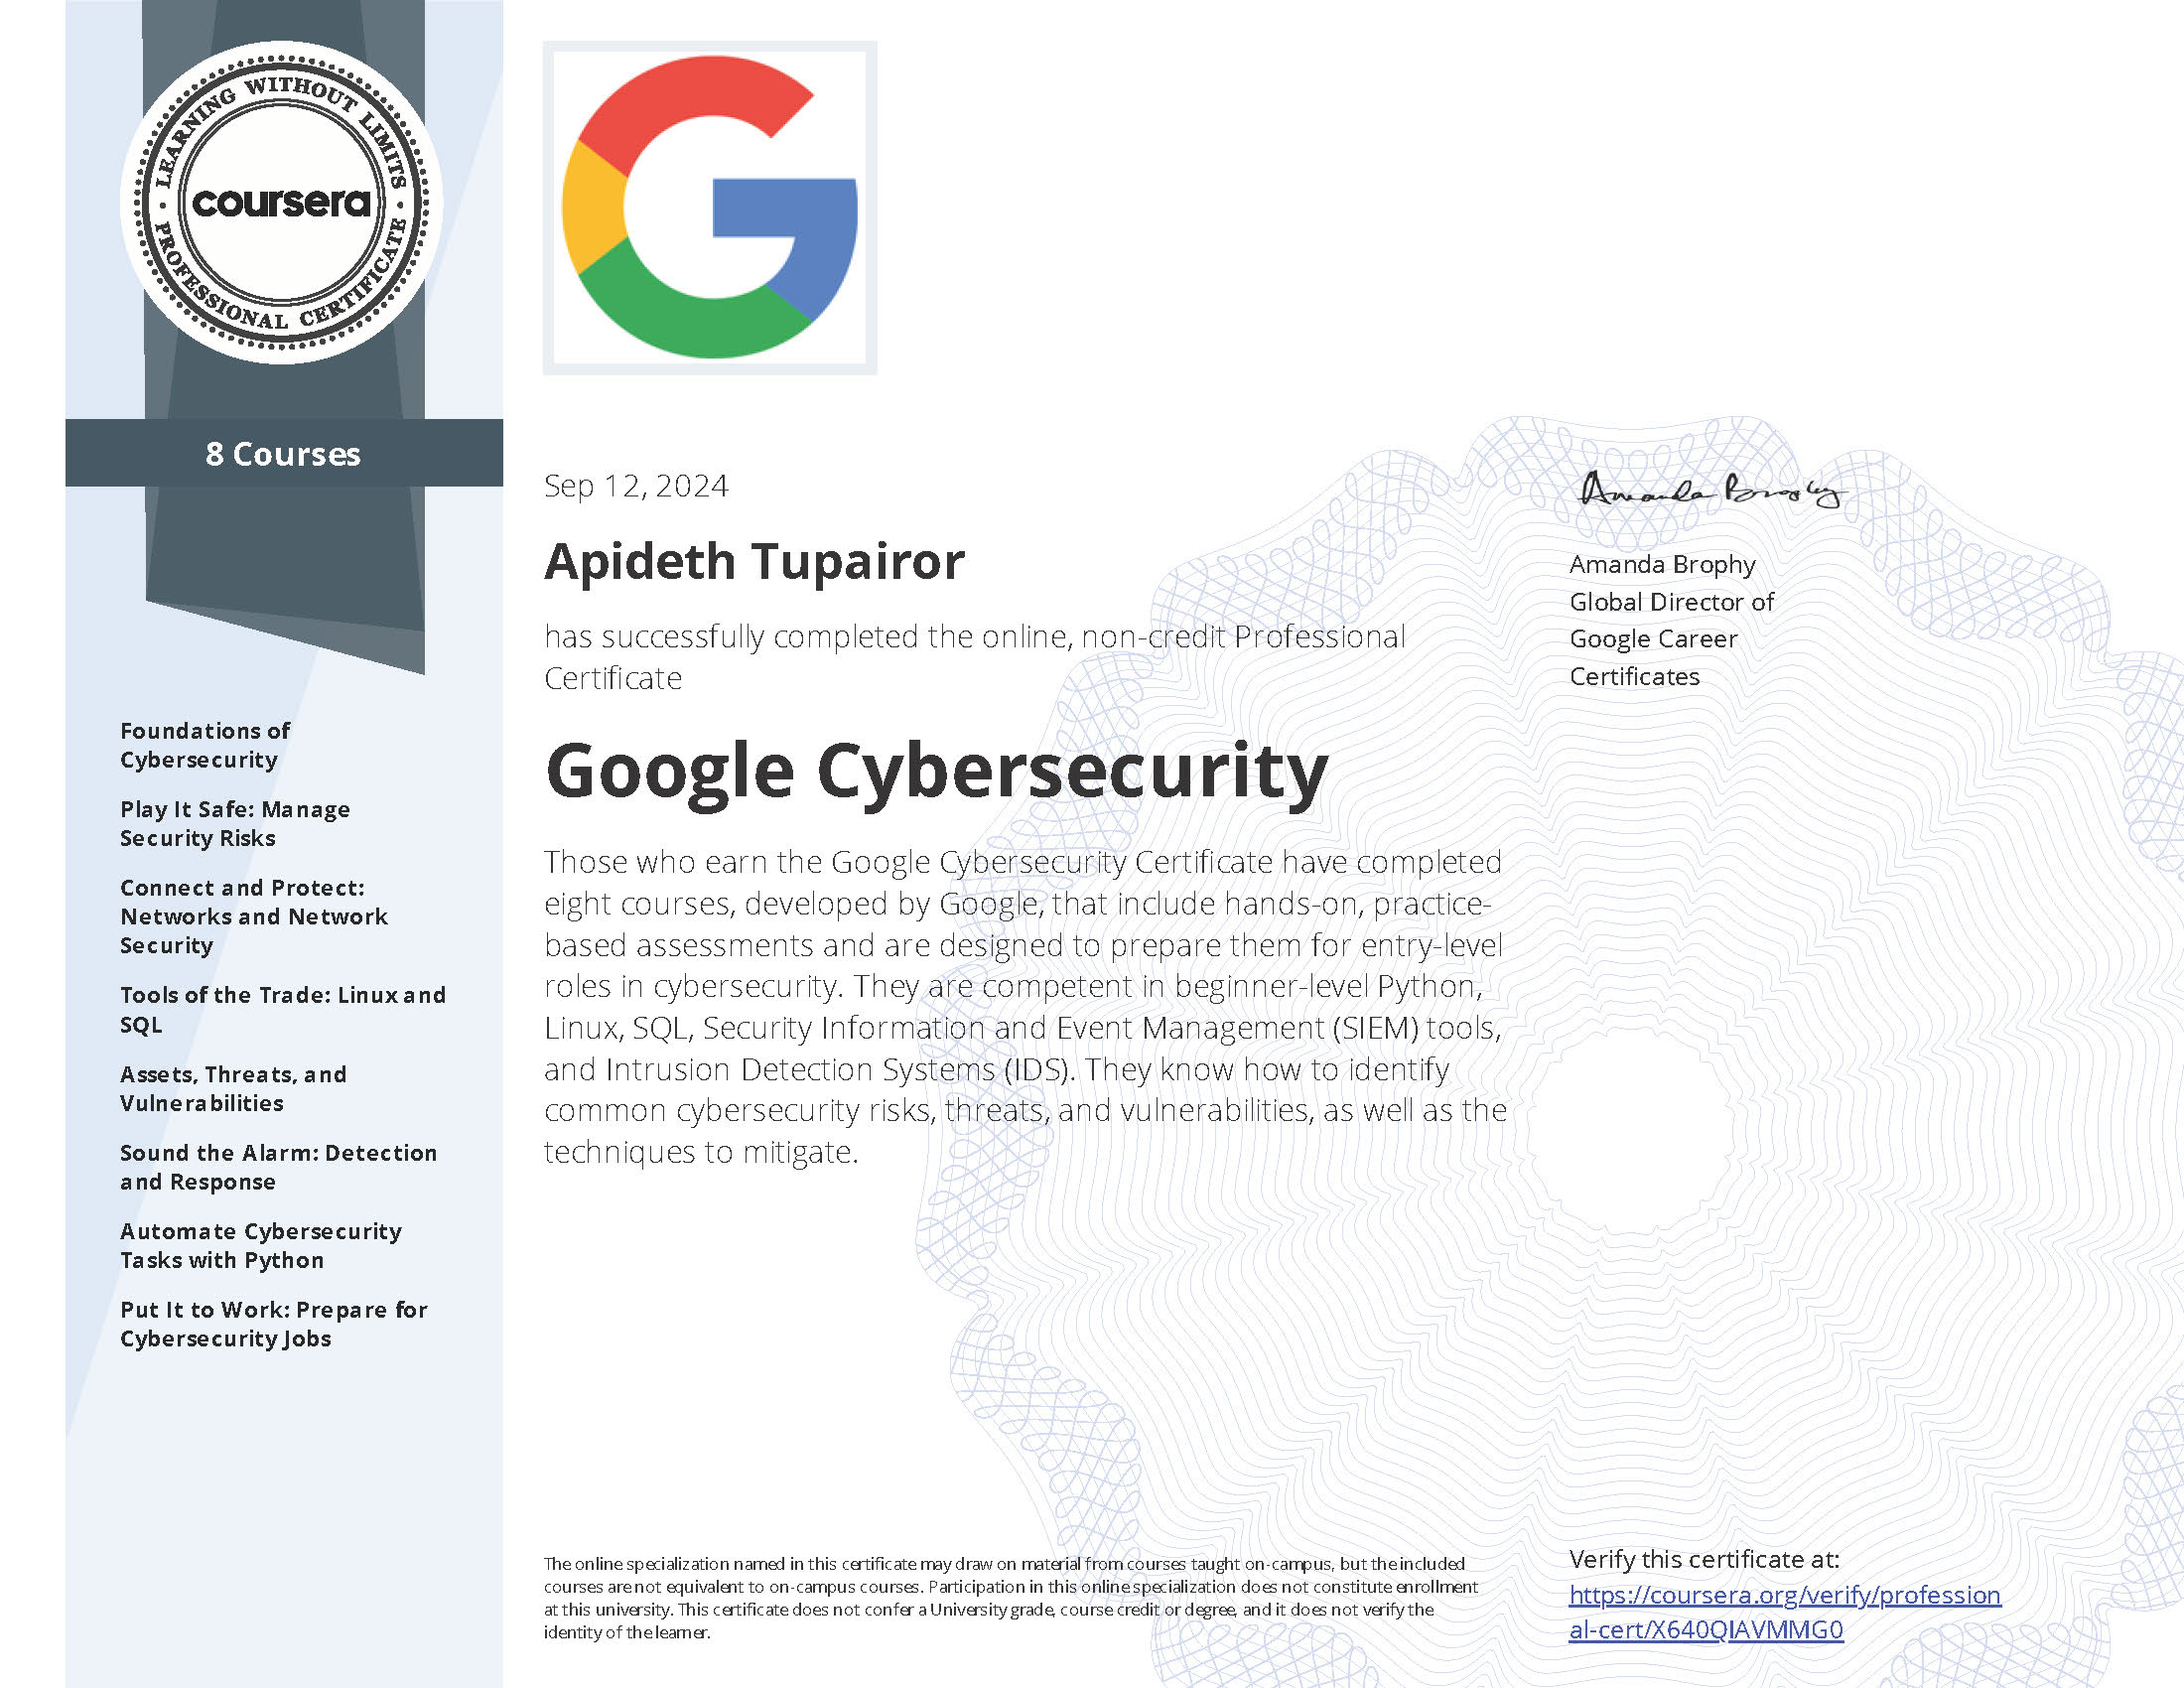 LEARNING WITHOUT LIMITS
coursera
PROFESSIONAL CERTIFICATE
8 Courses
Foundations of
Cybersecurity
Play It Safe: Manage
Security Risks
Connect and Protect:
Networks and Network
Security
Tools of the Trade: Linux and
SQL
Assets, Threats, and
Vulnerabilities
Sound the Alarm: Detection
and Response
Automate Cybersecurity
Tasks with Python
Put It to Work: Prepare for
Cybersecurity Jobs
G
Sep 12, 2024
Apideth Tupairor
has successfully completed the online, non-credit Professional
Certificate
Google Cybersecurity
Those who earn the Google Cybersecurity Certificate have completed
eight courses, developed by Google, that include hands-on, practice-
based assessments and are designed to prepare them for entry-level
roles in cybersecurity. They are competent in beginner-level Python,
Linux, SQL, Security Information and Event Management (SIEM) tools,
and Intrusion Detection Systems (IDS). They know how to identify
common cybersecurity risks, threats, and vulnerabilities, as well as the
techniques to mitigate.
Amanda Brophy
Amanda Brophy
Global Director of
Google Career
Certificates
The online specialization named in this certificate may draw on material from courses taught on-campus, but the included
courses are not equivalent to on-campus courses. Participation in this online specialization does not constitute enrollment
at this university. This certificate does not confer a University grade, course credit or degree, and it does not verify the
identity of the learner.
Verify this certificate at:
https://coursera.org/verify/profession
al-cert/X640QIAVMMG0